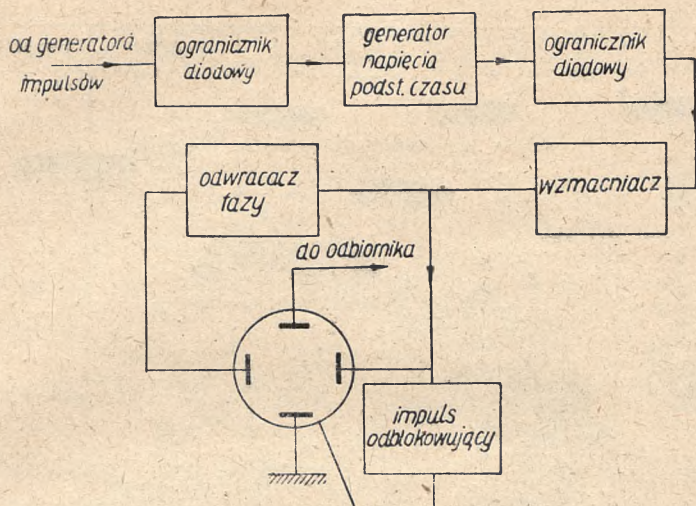 od generatora
impulsów
ogranicznik
diodowy
generator
napięcia
podst. czasu
ogranicznik
diodowy
odwracacz
fazy
wzmacniacz
do odbiornika
impuls
odblokowujący